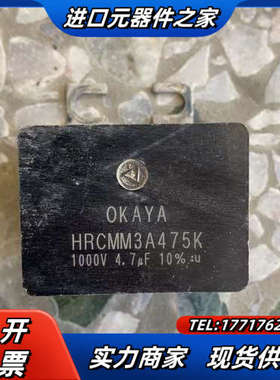 进口元器件之家
OKAYA
HRCMM3A475K
1000V 4.7μF 10%
可开
票
TEL:1771762
实力商家 现货供